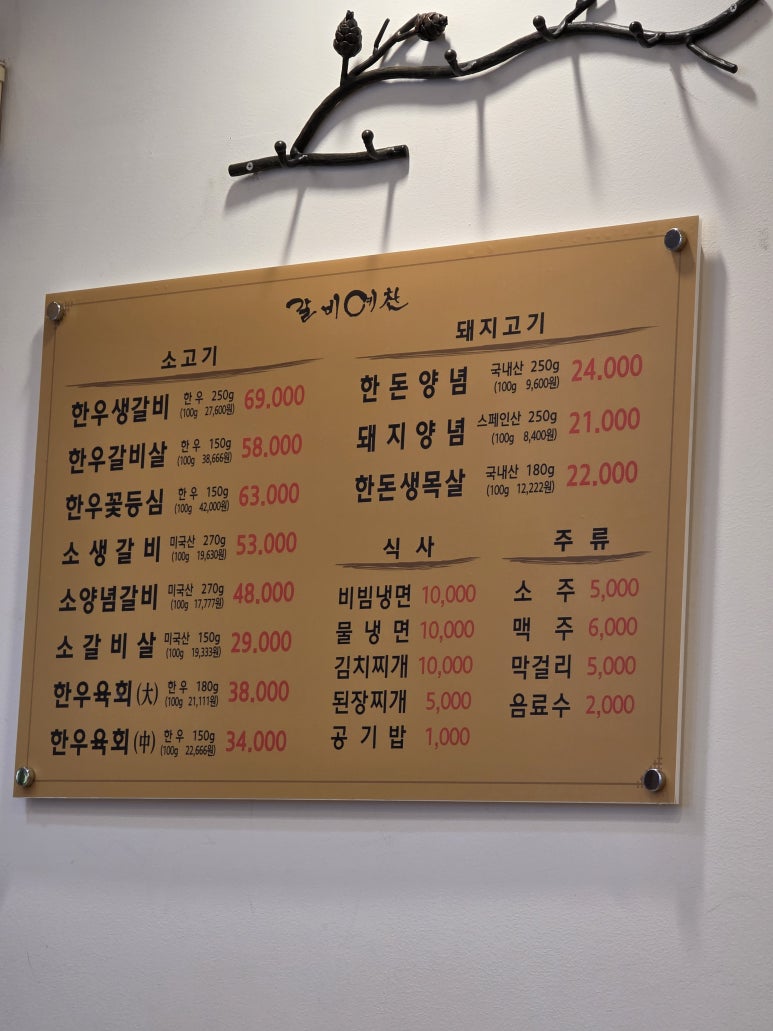 갈비예찬
소고기
한우생갈비 한우 250g (100g 27,600원) 69.000
한우갈비살 한우 150g (100g 38,666원) 58.000
한우꽃등심 한우 150g (100g 42,000원) 63.000
소생갈비 미국산 270g (100g 19,630원) 53.000
소양념갈비 미국산 270g (100g 17,777원) 48.000
소갈비살 미국산 150g (100g 19,333원) 29.000
한우육회(大) 한우 180g (100g 21,111원) 38.000
한우육회(中) 한우 150g (100g 22,666원) 34.000
돼지고기
한돈양념 국내산 250g (100g 9,600원) 24.000
돼지양념 스페인산 250g (100g 8,400원) 21.000
한돈생목살 국내산 180g (100g 12,222원) 22.000
식사
비빔냉면 10,000
물냉면 10,000
김치찌개 10,000
된장찌개 5,000
공기밥 1,000
주류
소주 5,000
맥주 6,000
막걸리 5,000
음료수 2,000